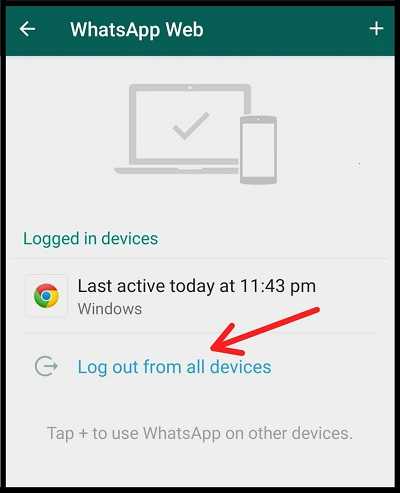 WhatsApp Web
Logged in devices
Last active today at 11:43 pm
Windows
Log out from all devices
Tap + to use WhatsApp on other devices.